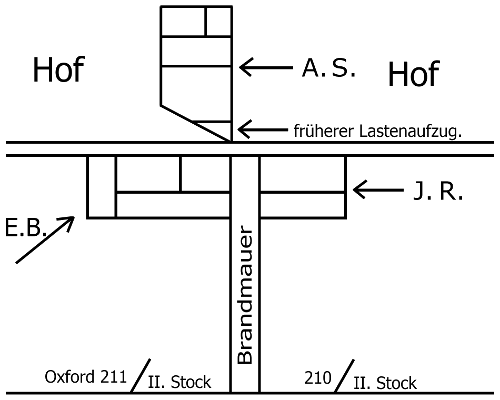 Hof
A. S.
Hof
früherer Lastenaufzug.
J. R.
E.B.
Brandmauer
Oxford 211
II. Stock
210
II. Stock